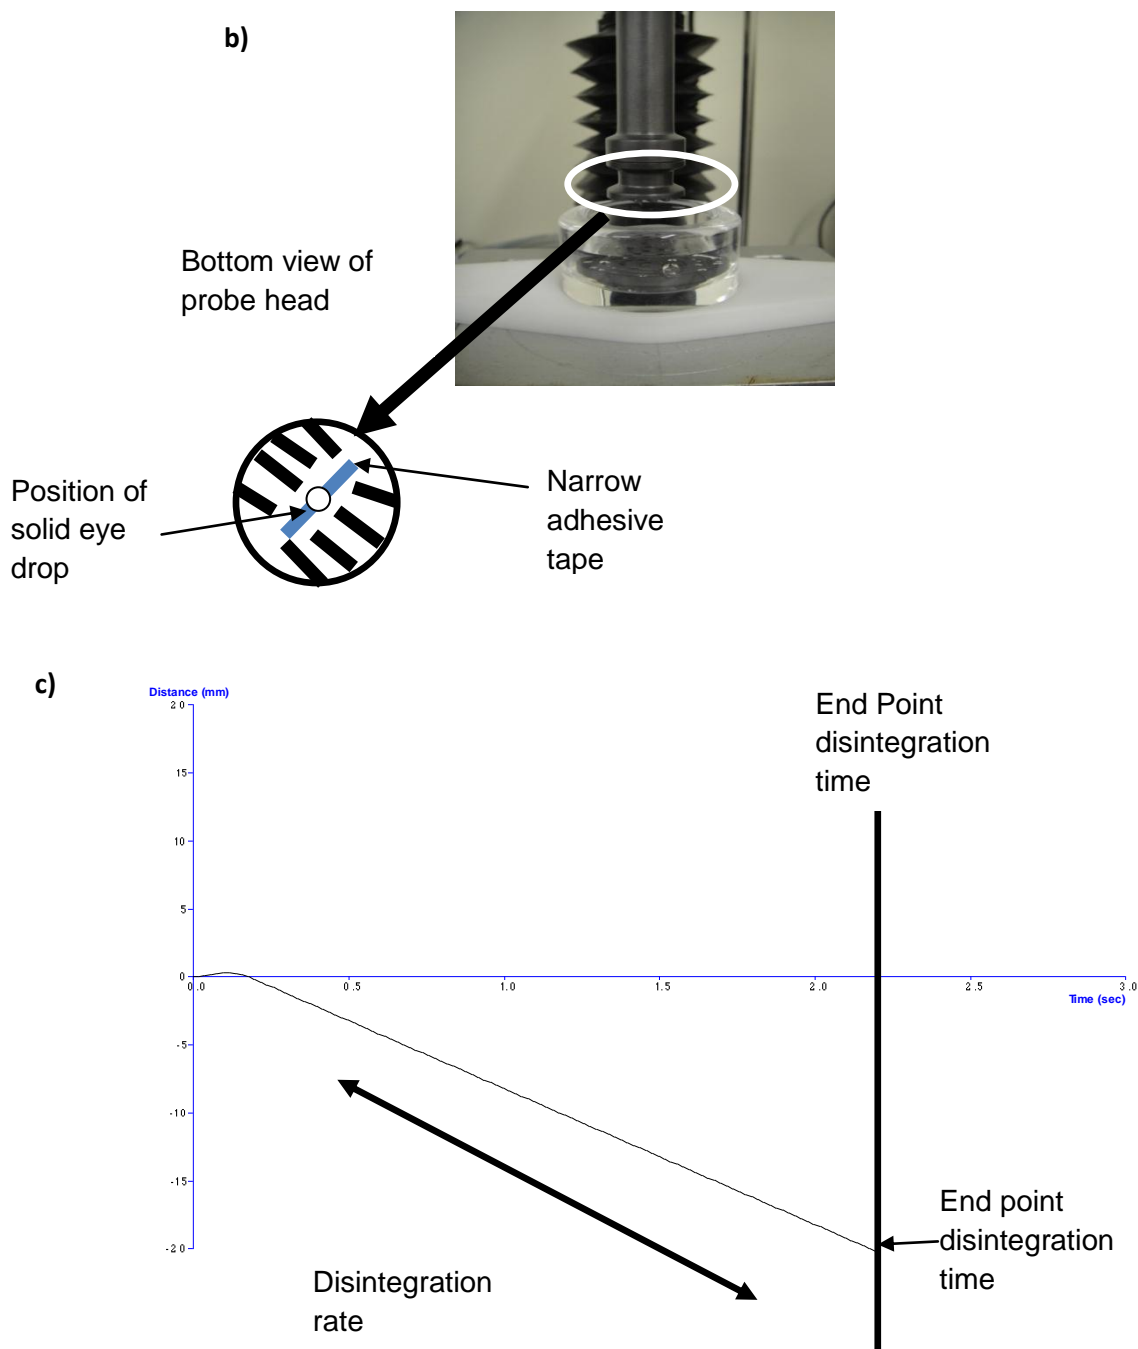 b)
Bottom view of
probe head
Position of
solid eye
drop
Narrow
adhesive
tape
c)
Distance (mm)
End Point
disintegration
time
20
15
10
5
0
-5
-10
-15
-20
0.0
0.5
1.0
1.5
2.0
2.5
3.0
Time (sec)
End point
disintegration
time
Disintegration
rate